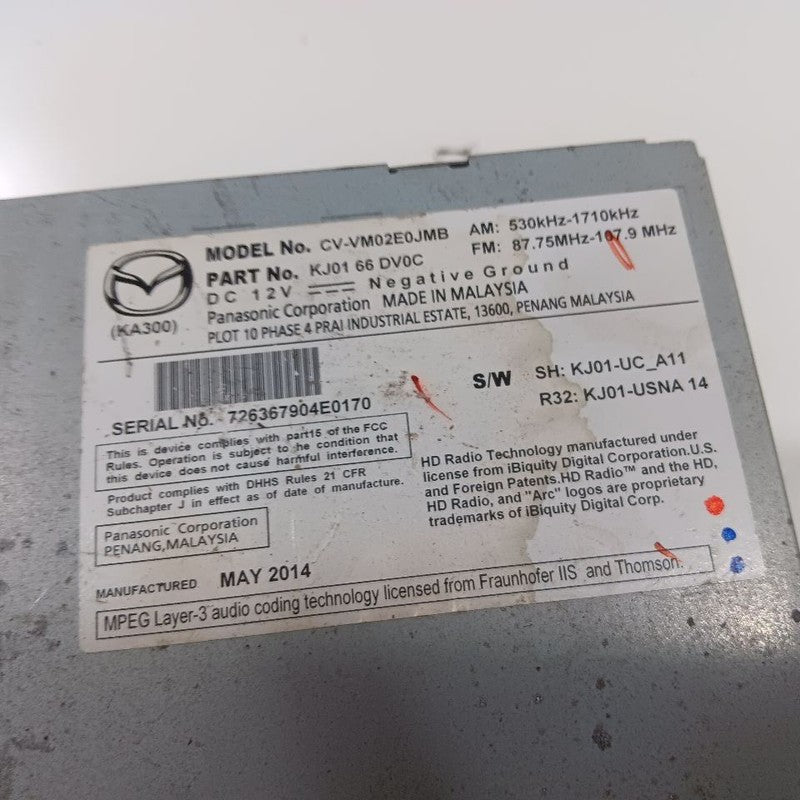 MODEL No. CV-VM02E0JMB AM: 530kHz-1710kHz
PART No. KJ01 66 DV0C FM: 87.75MHz-107.9 MHz
DC 12V Negative Ground
(KA300) Panasonic Corporation MADE IN MALAYSIA
PLOT 10 PHASE 4 PRAI INDUSTRIAL ESTATE, 13600, PENANG MALAYSIA
S/W SH: KJ01-UC_A11
R32: KJ01-USNA 14
SERIAL No. 726367904E0170
This is device complies with part15 of the FCC
Rules. Operation is subject to he condition that
this device does not cause harmful interference.
Product complies with DHHS Rules 21 CFR
Subchapter J in effect as of date of manufacture.
HD Radio Technology manufactured under
license from iBiquity Digital Corporation.U.S.
and Foreign Patents.HD Radio™ and the HD,
HD Radio, and "Arc" logos are proprietary
trademarks of iBiquity Digital Corp.
Panasonic Corporation
PENANG,MALAYSIA
MANUFACTURED MAY 2014
MPEG Layer-3 audio coding technology licensed from Fraunhofer IIS and Thomson.